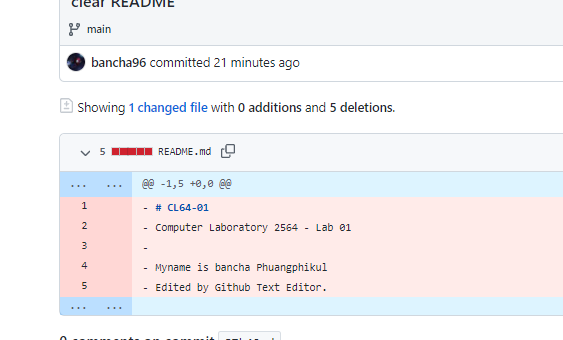 clear README
main
bancha96 committed 21 minutes ago
Showing 1 changed file with 0 additions and 5 deletions.
5 README.md
... ... @@ -1,5 +0,0 @@
1 - # CL64-01
2 - Computer Laboratory 2564 - Lab 01
3 -
4 - Myname is bancha Phuangphikul
5 - Edited by Github Text Editor.
... ...
0 comments on commit